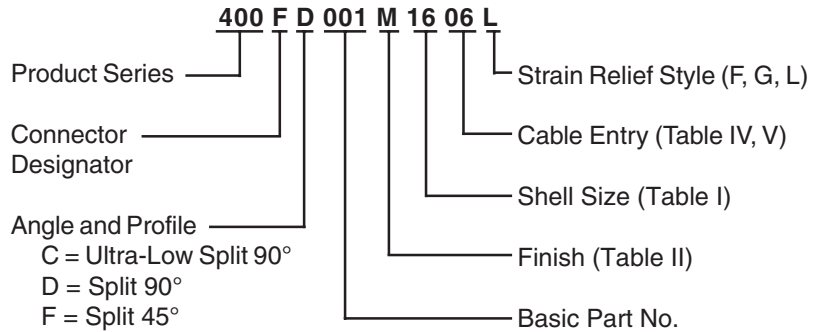 400 F D 001 M 16 06 L
Product Series
Connector
Designator
Angle and Profile
C = Ultra-Low Split 90°
D = Split 90°
F = Split 45°
Strain Relief Style (F, G, L)
Cable Entry (Table IV, V)
Shell Size (Table I)
Finish (Table II)
Basic Part No.